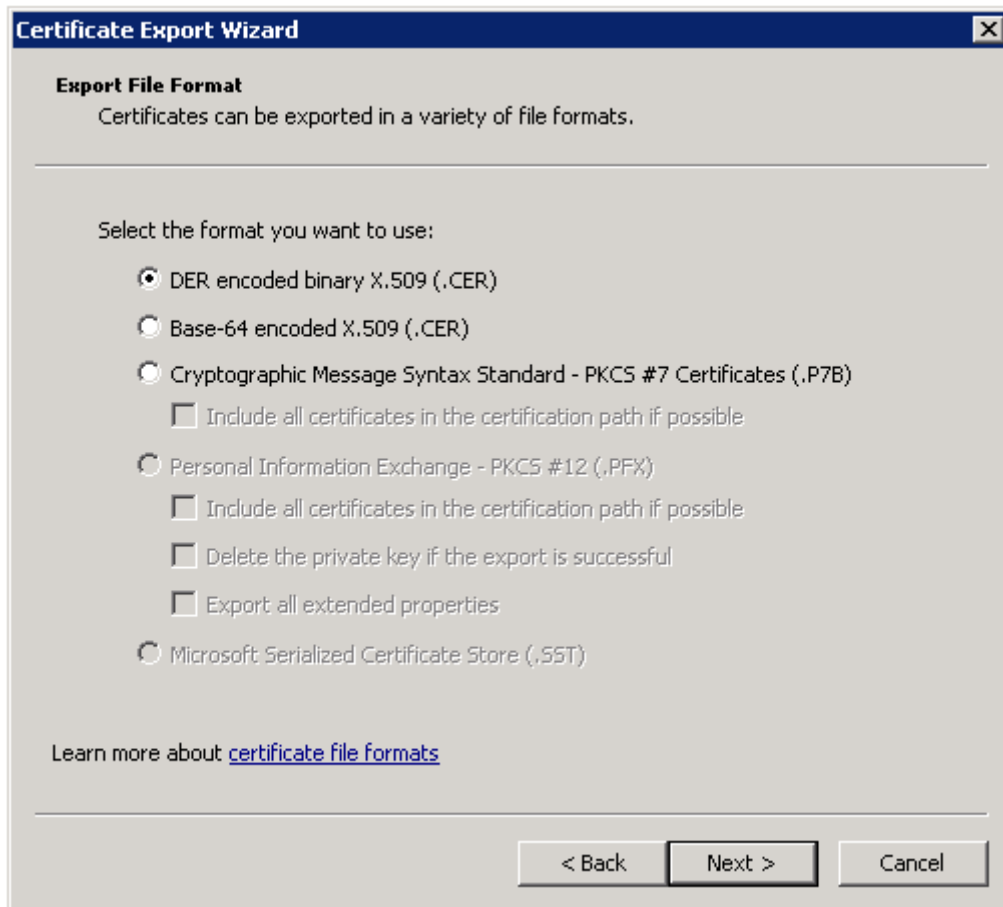 Certificate Export Wizard
Export File Format
Certificates can be exported in a variety of file formats.
Select the format you want to use:
DER encoded binary X.509 (.CER)
Base-64 encoded X.509 (.CER)
Cryptographic Message Syntax Standard - PKCS #7 Certificates (.P7B)
Include all certificates in the certification path if possible
Personal Information Exchange - PKCS #12 (.PFX)
Include all certificates in the certification path if possible
Delete the private key if the export is successful
Export all extended properties
Microsoft Serialized Certificate Store (.SST)
Learn more about certificate file formats
< Back Next > Cancel